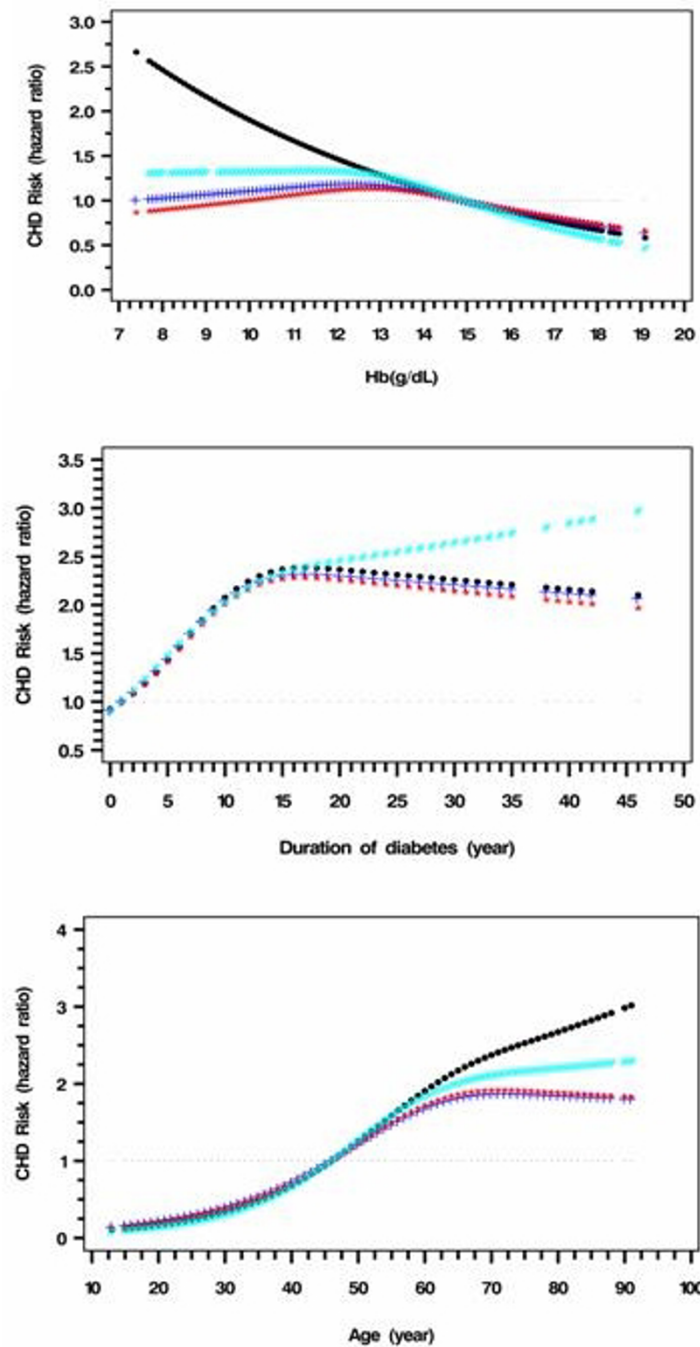 CHD Risk (hazard ratio)
3.0
2.5
2.0
1.5
1.0
0.5
0.0
7 8 9 10 11 12 13 14 15 16 17 18 19 20
Hb(g/dL)
CHD Risk (hazard ratio)
3.5
3.0
2.5
2.0
1.5
1.0
0.5
0 5 10 15 20 25 30 35 40 45 50
Duration of diabetes (year)
CHD Risk (hazard ratio)
4
3
2
1
0
10 20 30 40 50 60 70 80 90 100
Age (year)